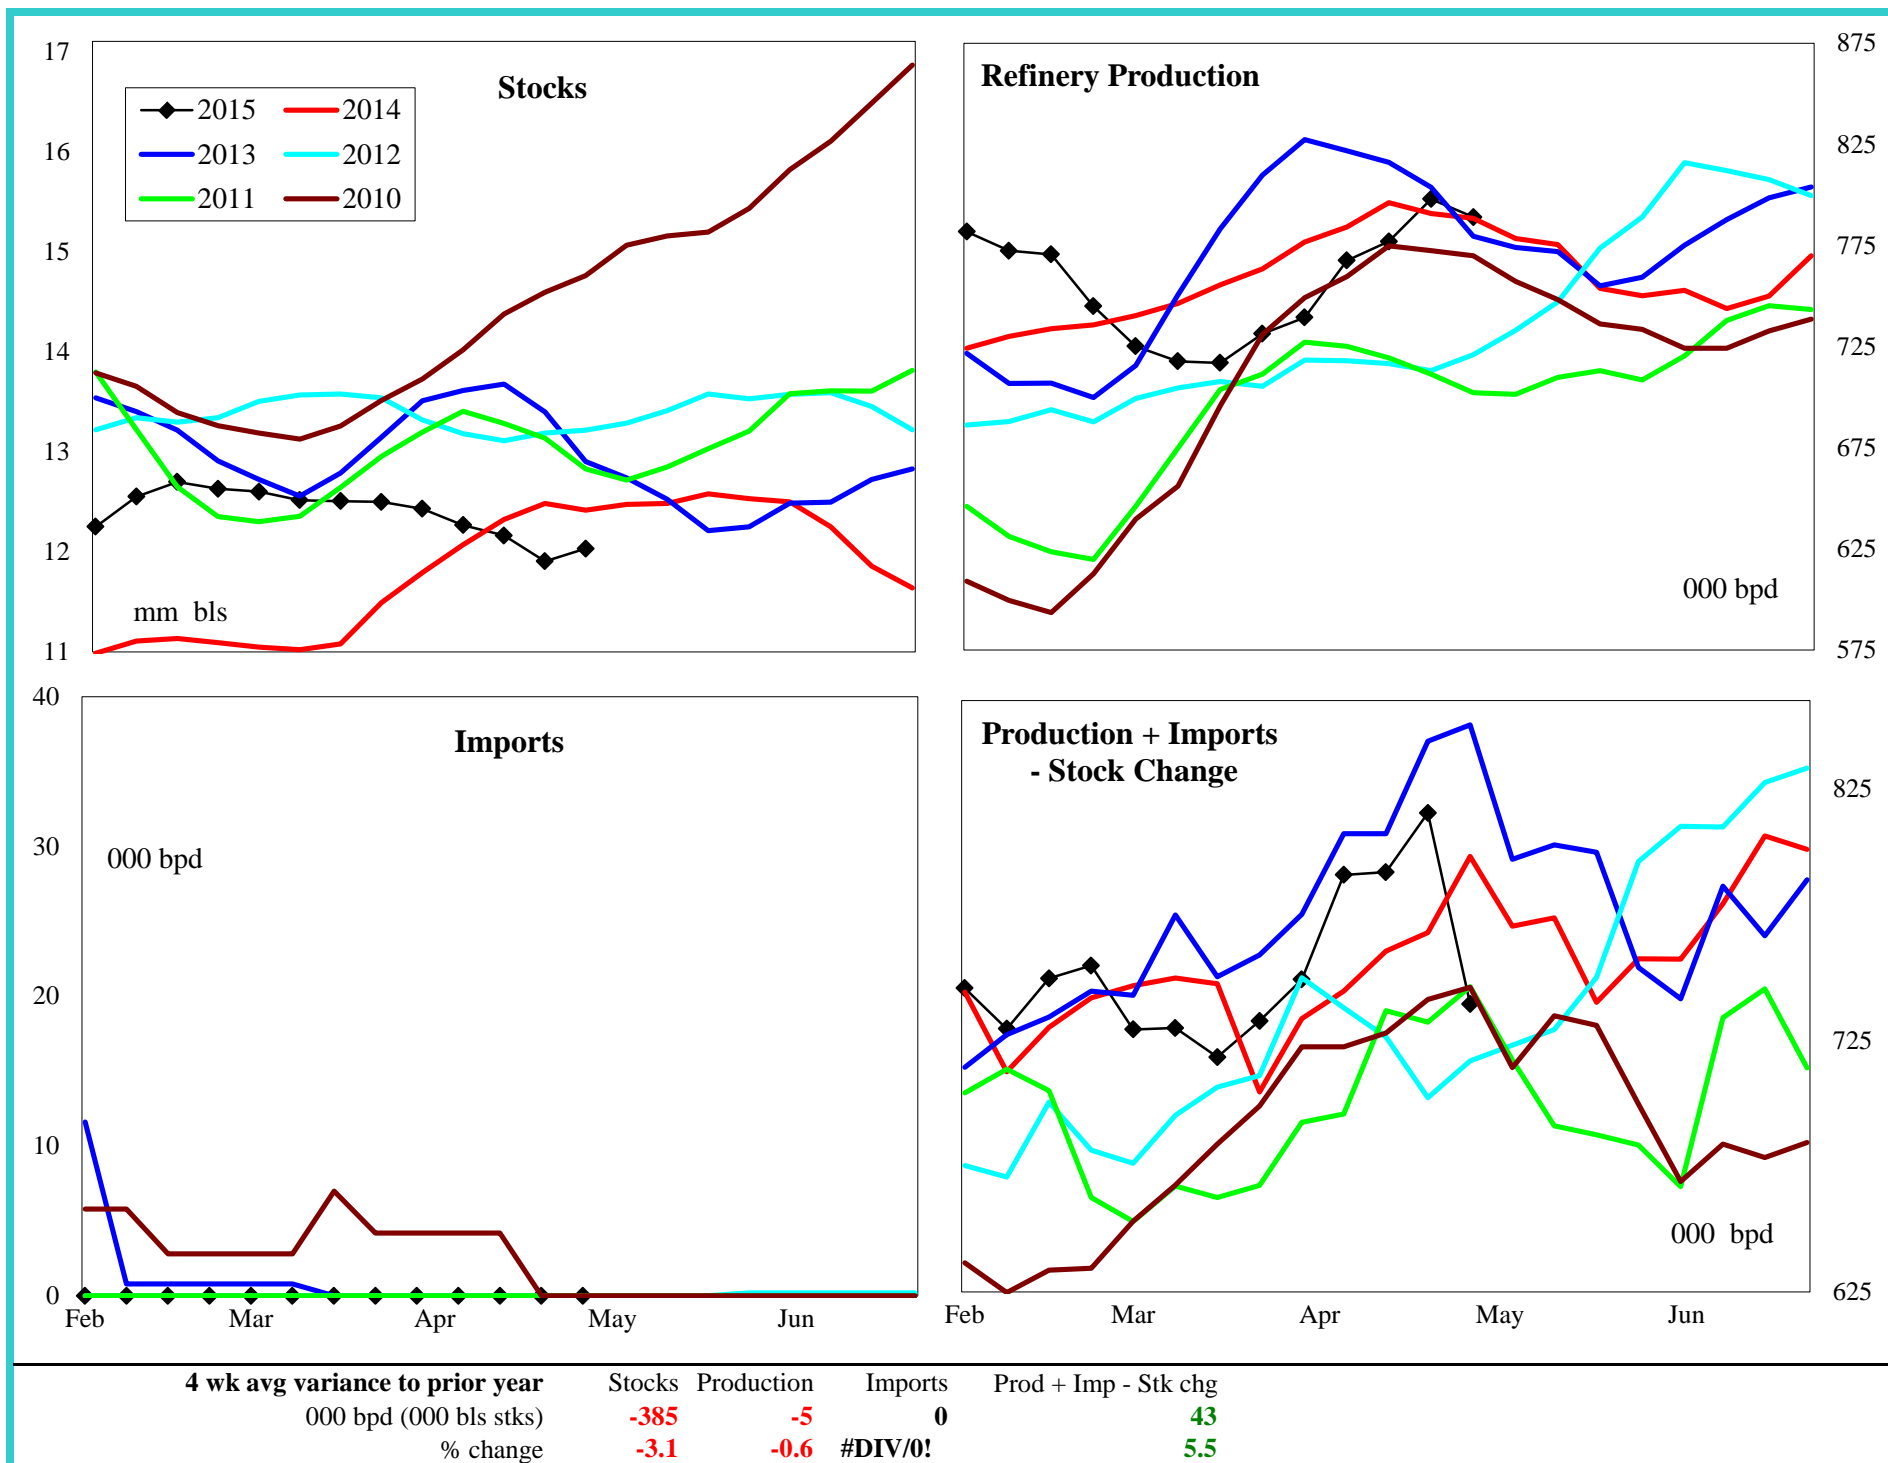 Stocks
17
16
15
14
13
12
11
2015 2014
2013 2012
2011 2010
mm bls
Refinery Production
875
825
775
725
675
625
575
000 bpd
Imports
40
30
20
10
0
000 bpd
Feb Mar Apr May Jun
Production + Imports
- Stock Change
825
725
625
000 bpd
Feb Mar Apr May Jun
4 wk avg variance to prior year Stocks Production Imports Prod + Imp - Stk chg
000 bpd (000 bls stks) -385 -5 0 43
% change -3.1 -0.6 #DIV/0! 5.5